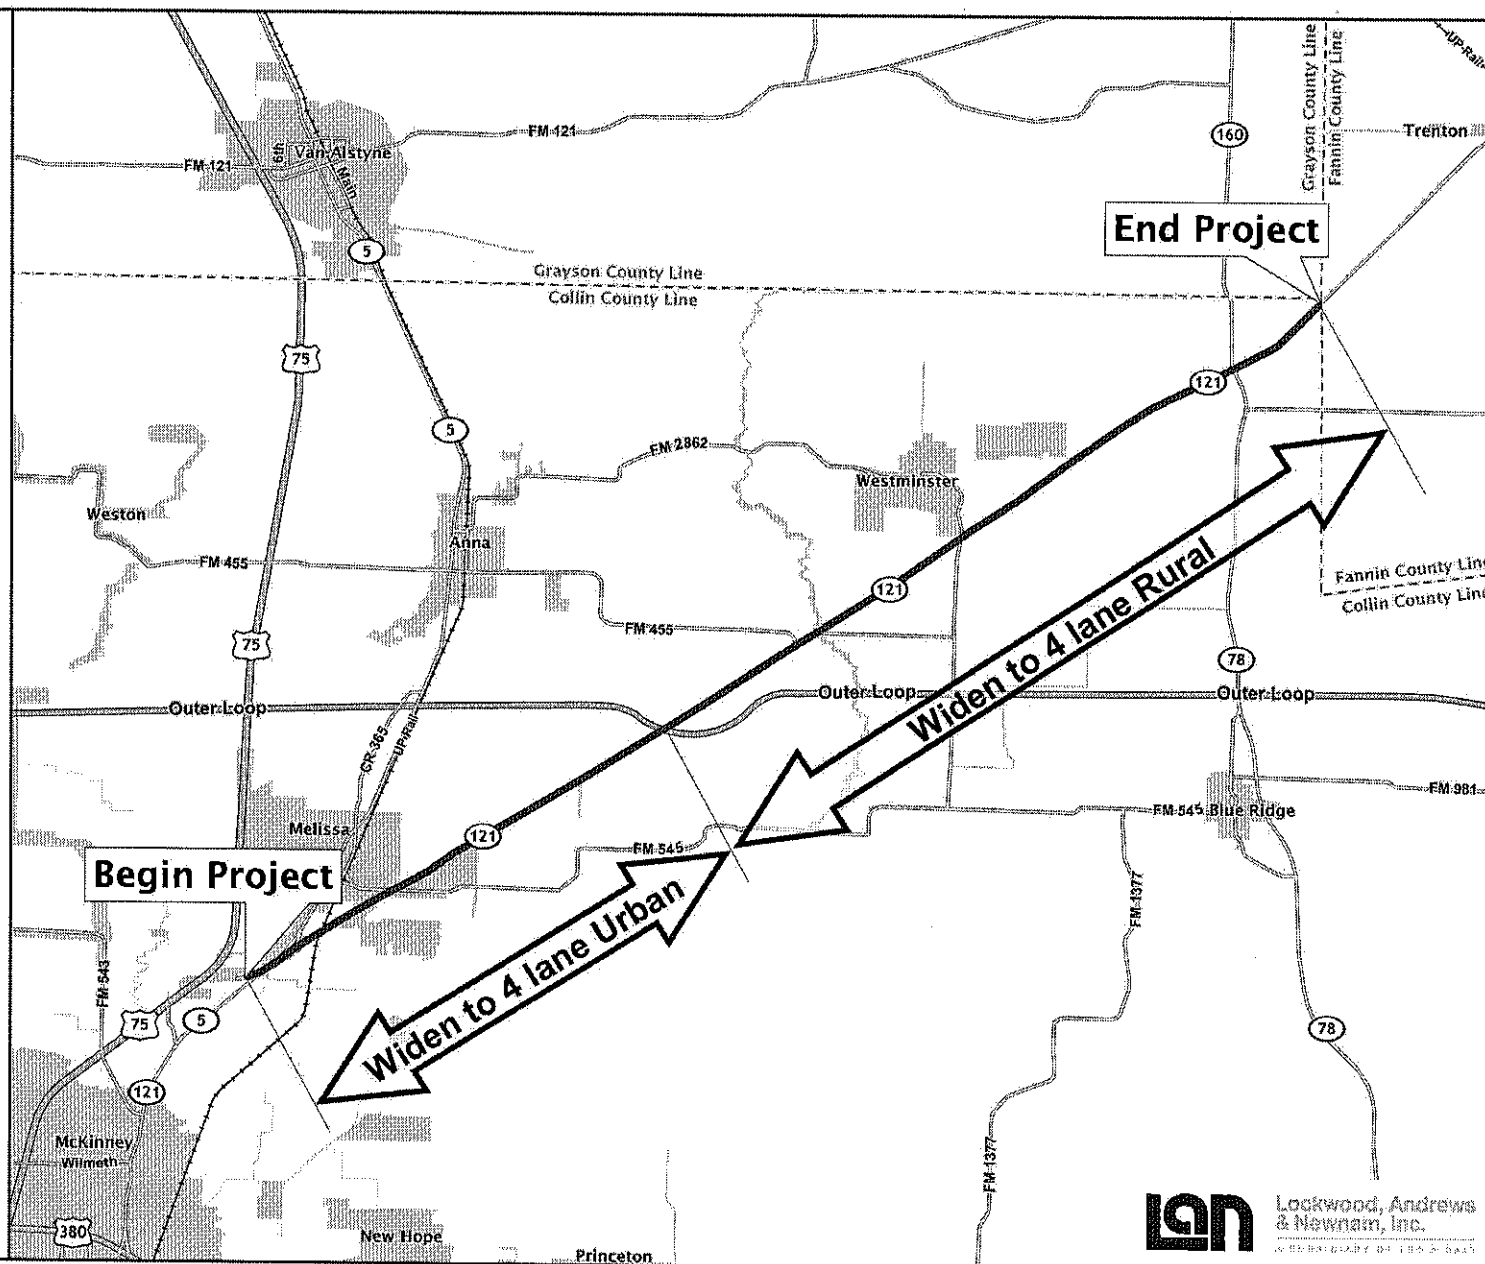 Grayson County Line
Fannin County Line
UP Rail
FM 121
160
Trenton
6th
Van Alstyne
FM 121
Main
End Project
5
Grayson County Line
Collin County Line
75
121
5
FM 2862
Westminster
Weston
Anna
FM 455
Fannin County Line
Collin County Line
121
Widen to 4 lane Rural
FM 455
75
78
Outer Loop
Outer Loop
Outer Loop
CR 365
UP Rail
FM 981
Melissa
121
FM 545
FM 545
Blue Ridge
Begin Project
Widen to 4 lane Urban
FM 1377
FM 543
75
5
78
121
McKinney
Wilmeth
FM 1377
380
New Hope
Princeton
Lan
Lockwood, Andrews
& Newnam, Inc.